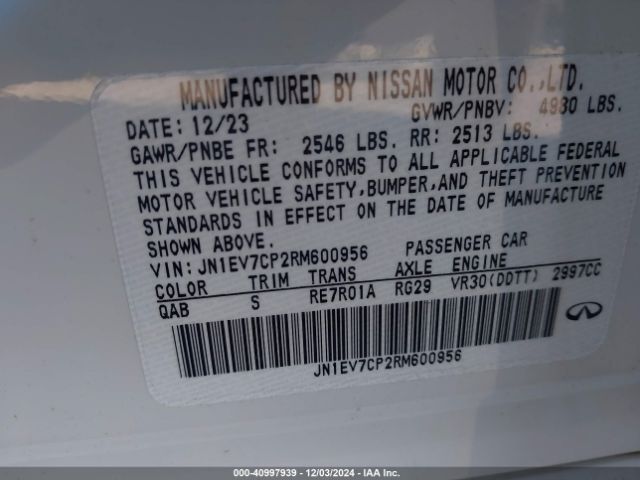 MANUFACTURED BY NISSAN MOTOR CO.,LTD.
DATE: 12/23 GVWR/PNBV: 4980 LBS.
GAWR/PNBE FR: 2546 LBS. RR: 2513 LBS.
THIS VEHICLE CONFORMS TO ALL APPLICABLE FEDERAL
MOTOR VEHICLE SAFETY,BUMPER,AND THEFT PREVENTION
STANDARDS IN EFFECT ON THE DATE OF MANUFACTURE
SHOWN ABOVE.
VIN: JN1EV7CP2RM600956 PASSENGER CAR
COLOR TRIM TRANS AXLE ENGINE
QAB S RE7R01A RG29 VR30(DDTT) 2997CC
JN1EV7CP2RM600956
000-40997939 - 12/03/2024 - IAA Inc.